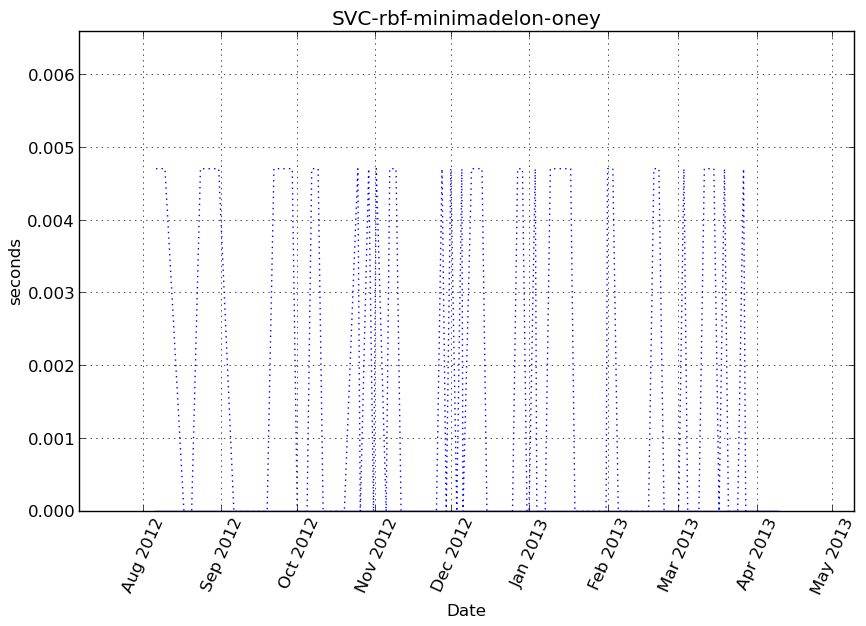 SVC-rbf-minimadelon-oney
0.006
0.005
0.004
0.003
0.002
0.001
0.000
seconds
Aug 2012
Sep 2012
Oct 2012
Nov 2012
Dec 2012
Jan 2013
Feb 2013
Mar 2013
Apr 2013
May 2013
Date